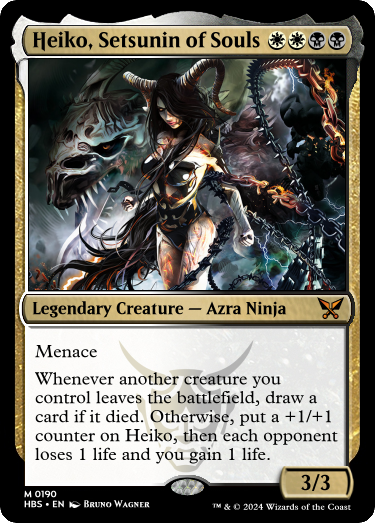 Heiko, Setsunin of Souls
Legendary Creature — Azra Ninja
Menace
Whenever another creature you
control leaves the battlefield, draw a
card if it died. Otherwise, put a +1/+1
counter on Heiko, then each opponent
loses 1 life and you gain 1 life.
3/3
M 0190
HBS • EN Bruno Wagner
™ & © 2024 Wizards of the Coast